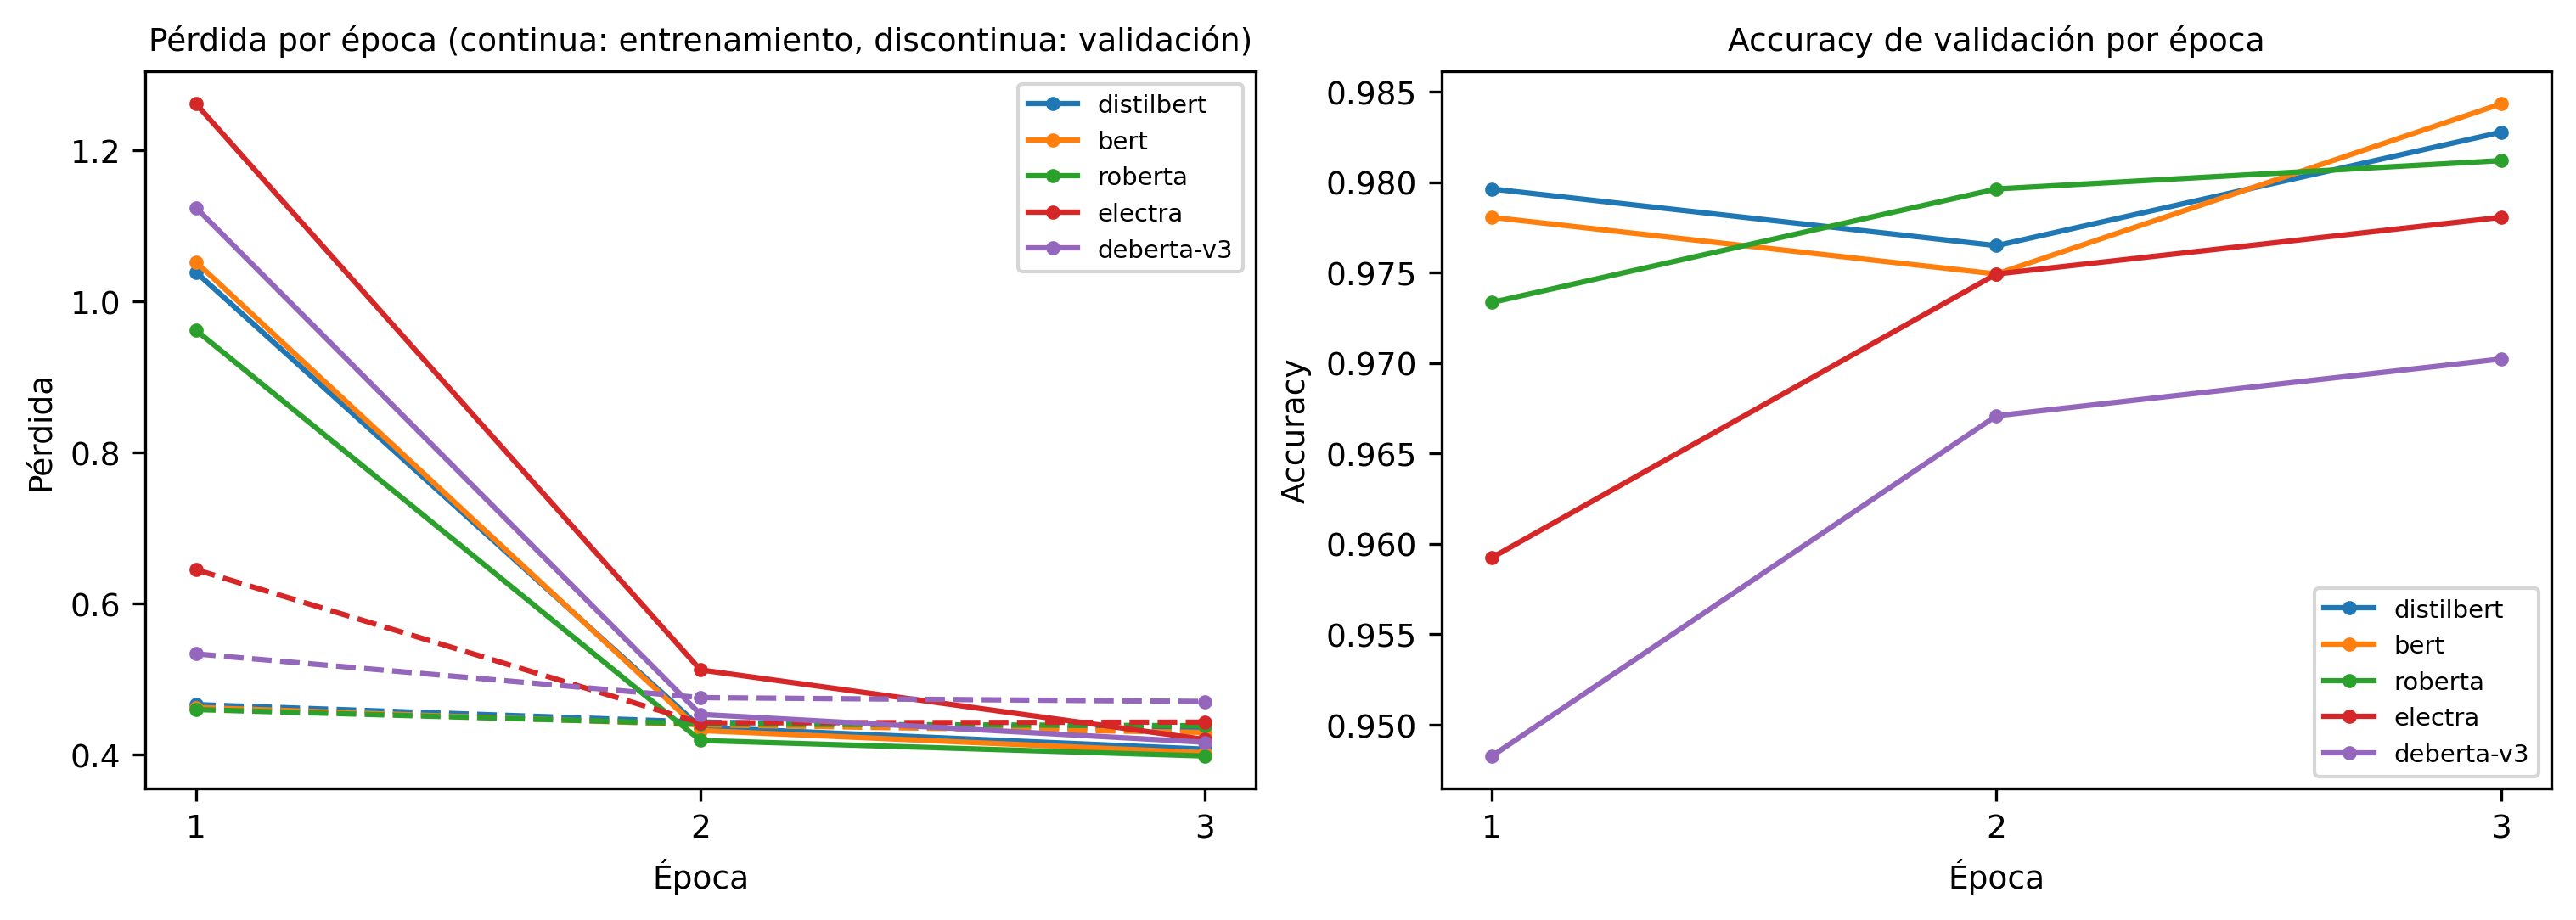 Pérdida por época (continua: entrenamiento, discontinua: validación)
Pérdida
1.2
1.0
0.8
0.6
0.4
distilbert
bert
roberta
electra
deberta-v3
1 2 3
Época
Accuracy de validación por época
Accuracy
0.985
0.980
0.975
0.970
0.965
0.960
0.955
0.950
distilbert
bert
roberta
electra
deberta-v3
1 2 3
Época